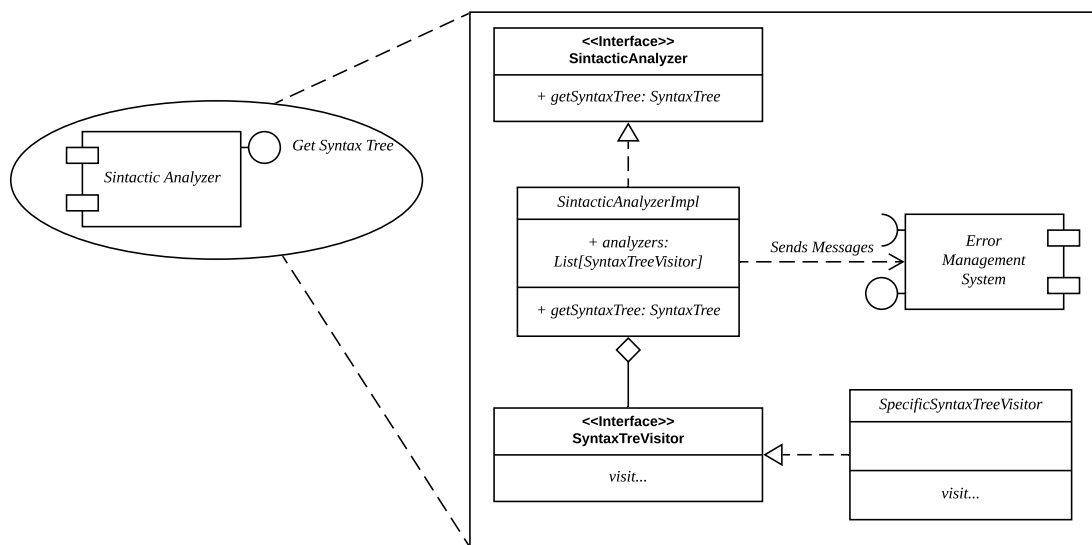 <<Interface>>
SintacticAnalyzer
+ getSyntaxTree: SyntaxTree
Get Syntax Tree
Sintactic Analyzer
SintacticAnalyzerImpl
+ analyzers:
List[SyntaxTreeVisitor]
+ getSyntaxTree: SyntaxTree
Sends Messages
Error
Management
System
<<Interface>>
SyntaxTreVisitor
visit...
SpecificSyntaxTreeVisitor
visit...